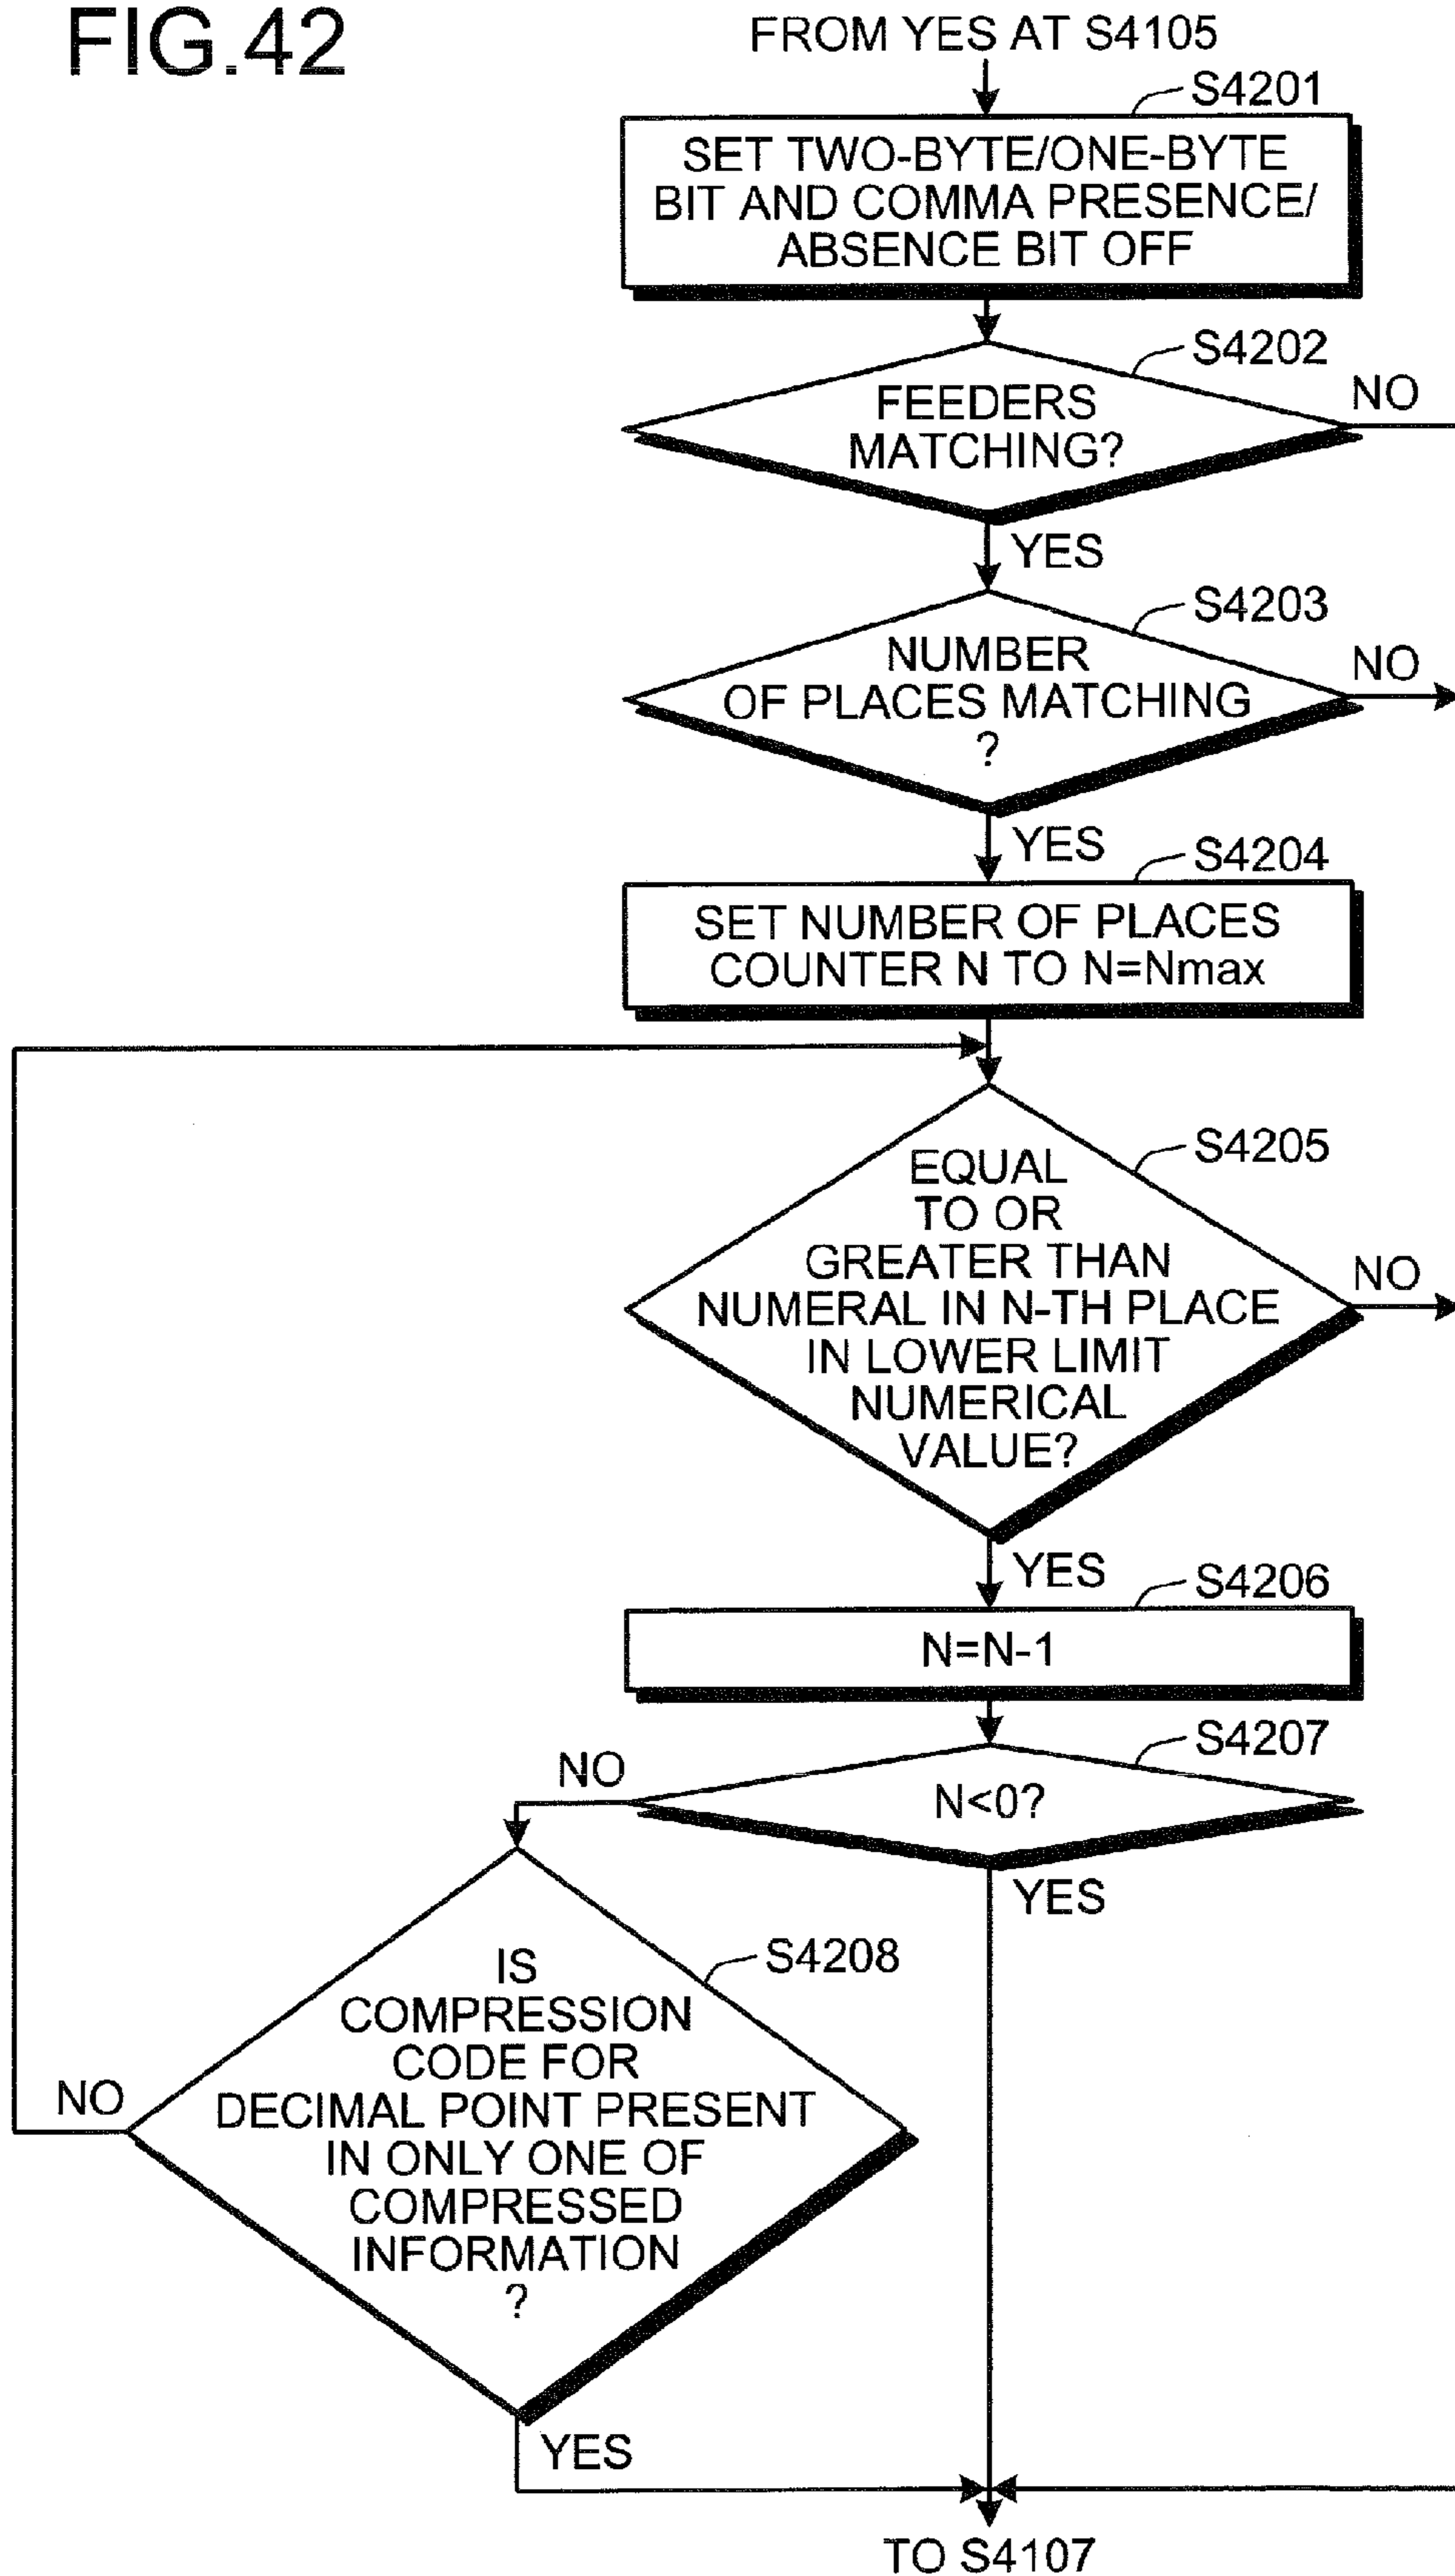 FIG.42
FROM YES AT S4105
S4201
SET TWO-BYTE/ONE-BYTE
BIT AND COMMA PRESENCE/
ABSENCE BIT OFF
S4202
FEEDERS
MATCHING?
NO
YES
S4203
NUMBER
OF PLACES MATCHING
?
NO
YES
S4204
SET NUMBER OF PLACES
COUNTER N TO N=Nmax
S4205
EQUAL
TO OR
GREATER THAN
NUMERAL IN N-TH PLACE
IN LOWER LIMIT
NUMERICAL
VALUE?
NO
YES
S4206
N=N-1
S4207
N<0?
NO
YES
S4208
IS
COMPRESSION
CODE FOR
DECIMAL POINT PRESENT
IN ONLY ONE OF
COMPRESSED
INFORMATION
?
NO
YES
TO S4107